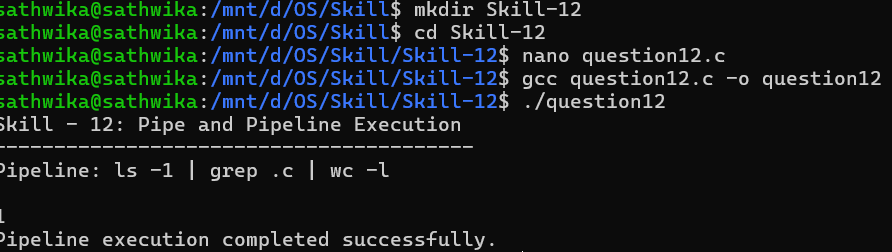 sathwika@sathwika:/mnt/d/OS/Skill$ mkdir Skill-12
sathwika@sathwika:/mnt/d/OS/Skill$ cd Skill-12
sathwika@sathwika:/mnt/d/OS/Skill/Skill-12$ nano question12.c
sathwika@sathwika:/mnt/d/OS/Skill/Skill-12$ gcc question12.c -o question12
sathwika@sathwika:/mnt/d/OS/Skill/Skill-12$ ./question12
Skill - 12: Pipe and Pipeline Execution
-----------------------------------------
Pipeline: ls -1 | grep .c | wc -l
1
Pipeline execution completed successfully.